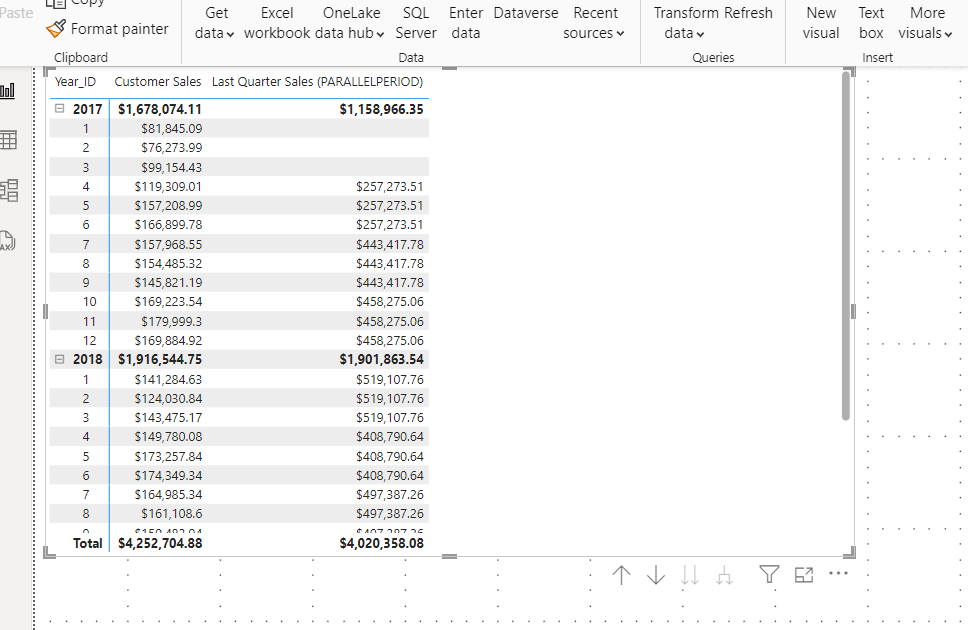 Paste
Copy
Format painter
Clipboard
Get data
Excel workbook
OneLake data hub
SQL Server
Enter data
Dataverse
Recent sources
Data
Transform data
Refresh
Queries
New visual
Text box
More visuals
Insert
Year_ID Customer Sales Last Quarter Sales (PARALLELPERIOD)
2017 $1,678,074.11 $1,158,966.35
1 $81,845.09
2 $76,273.99
3 $99,154.43
4 $119,309.01 $257,273.51
5 $157,208.99 $257,273.51
6 $166,899.78 $257,273.51
7 $157,968.55 $443,417.78
8 $154,485.32 $443,417.78
9 $145,821.19 $443,417.78
10 $169,223.54 $458,275.06
11 $179,999.3 $458,275.06
12 $169,884.92 $458,275.06
2018 $1,916,544.75 $1,901,863.54
1 $141,284.63 $519,107.76
2 $124,030.84 $519,107.76
3 $143,475.17 $519,107.76
4 $149,780.08 $408,790.64
5 $173,257.84 $408,790.64
6 $174,349.34 $408,790.64
7 $164,985.34 $497,387.26
8 $161,108.6 $497,387.26
Total $4,252,704.88 $4,020,358.08